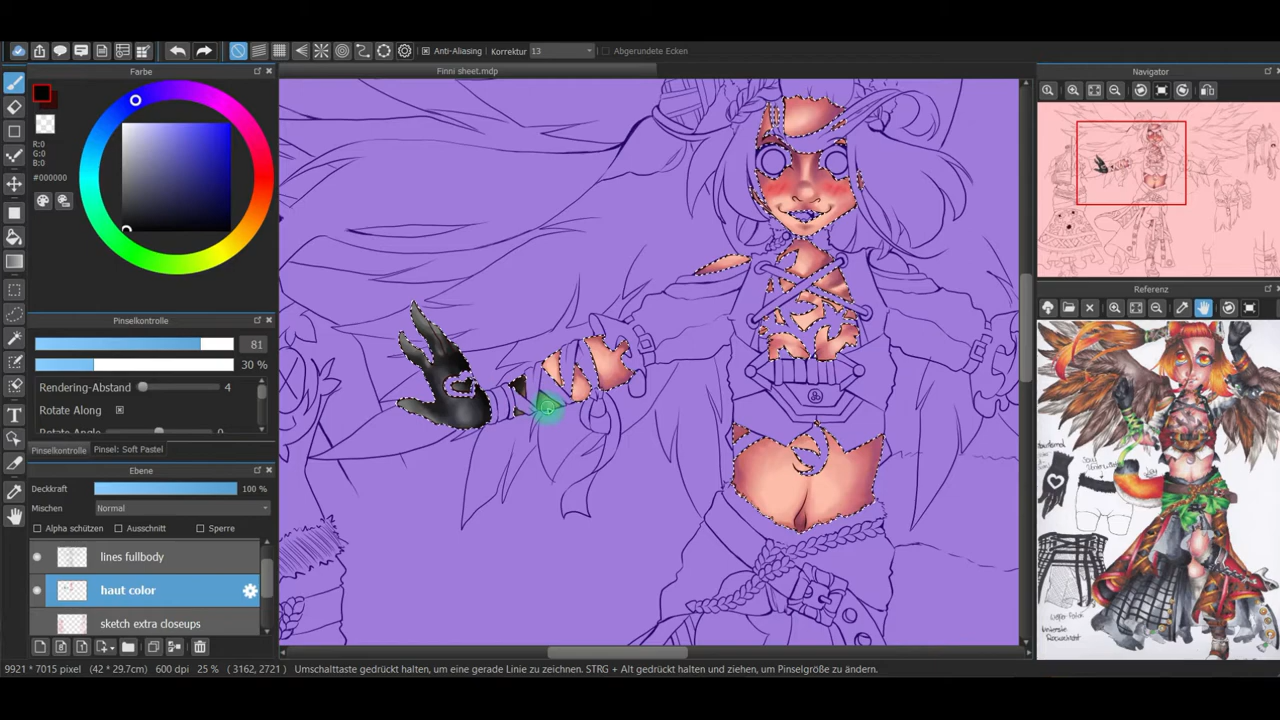 Anti-Aliasing Korrektur 13 Abgerundete Ecken
Farbe
R:0
G:0
B:0
#000000
Pinselkontrolle
81
30 %
Rendering-Abstand 4
Rotate Along
Rotate Angle 0
Pinselkontrolle Pinsel: Soft Pastel
Ebene
Deckkraft 100 %
Mischen Normal
Alpha schützen Ausschnitt Sperre
lines fullbody
haut color
sketch extra closeups
Finni sheet.mdp
Navigator
Referenz
9921 * 7015 pixel (42 * 29.7cm) 600 dpi 25 % ( 3162, 2721 ) Umschalttaste gedrückt halten, um eine gerade Linie zu zeichnen. STRG + Alt gedrückt halten und ziehen, um Pinselgröße zu ändern.